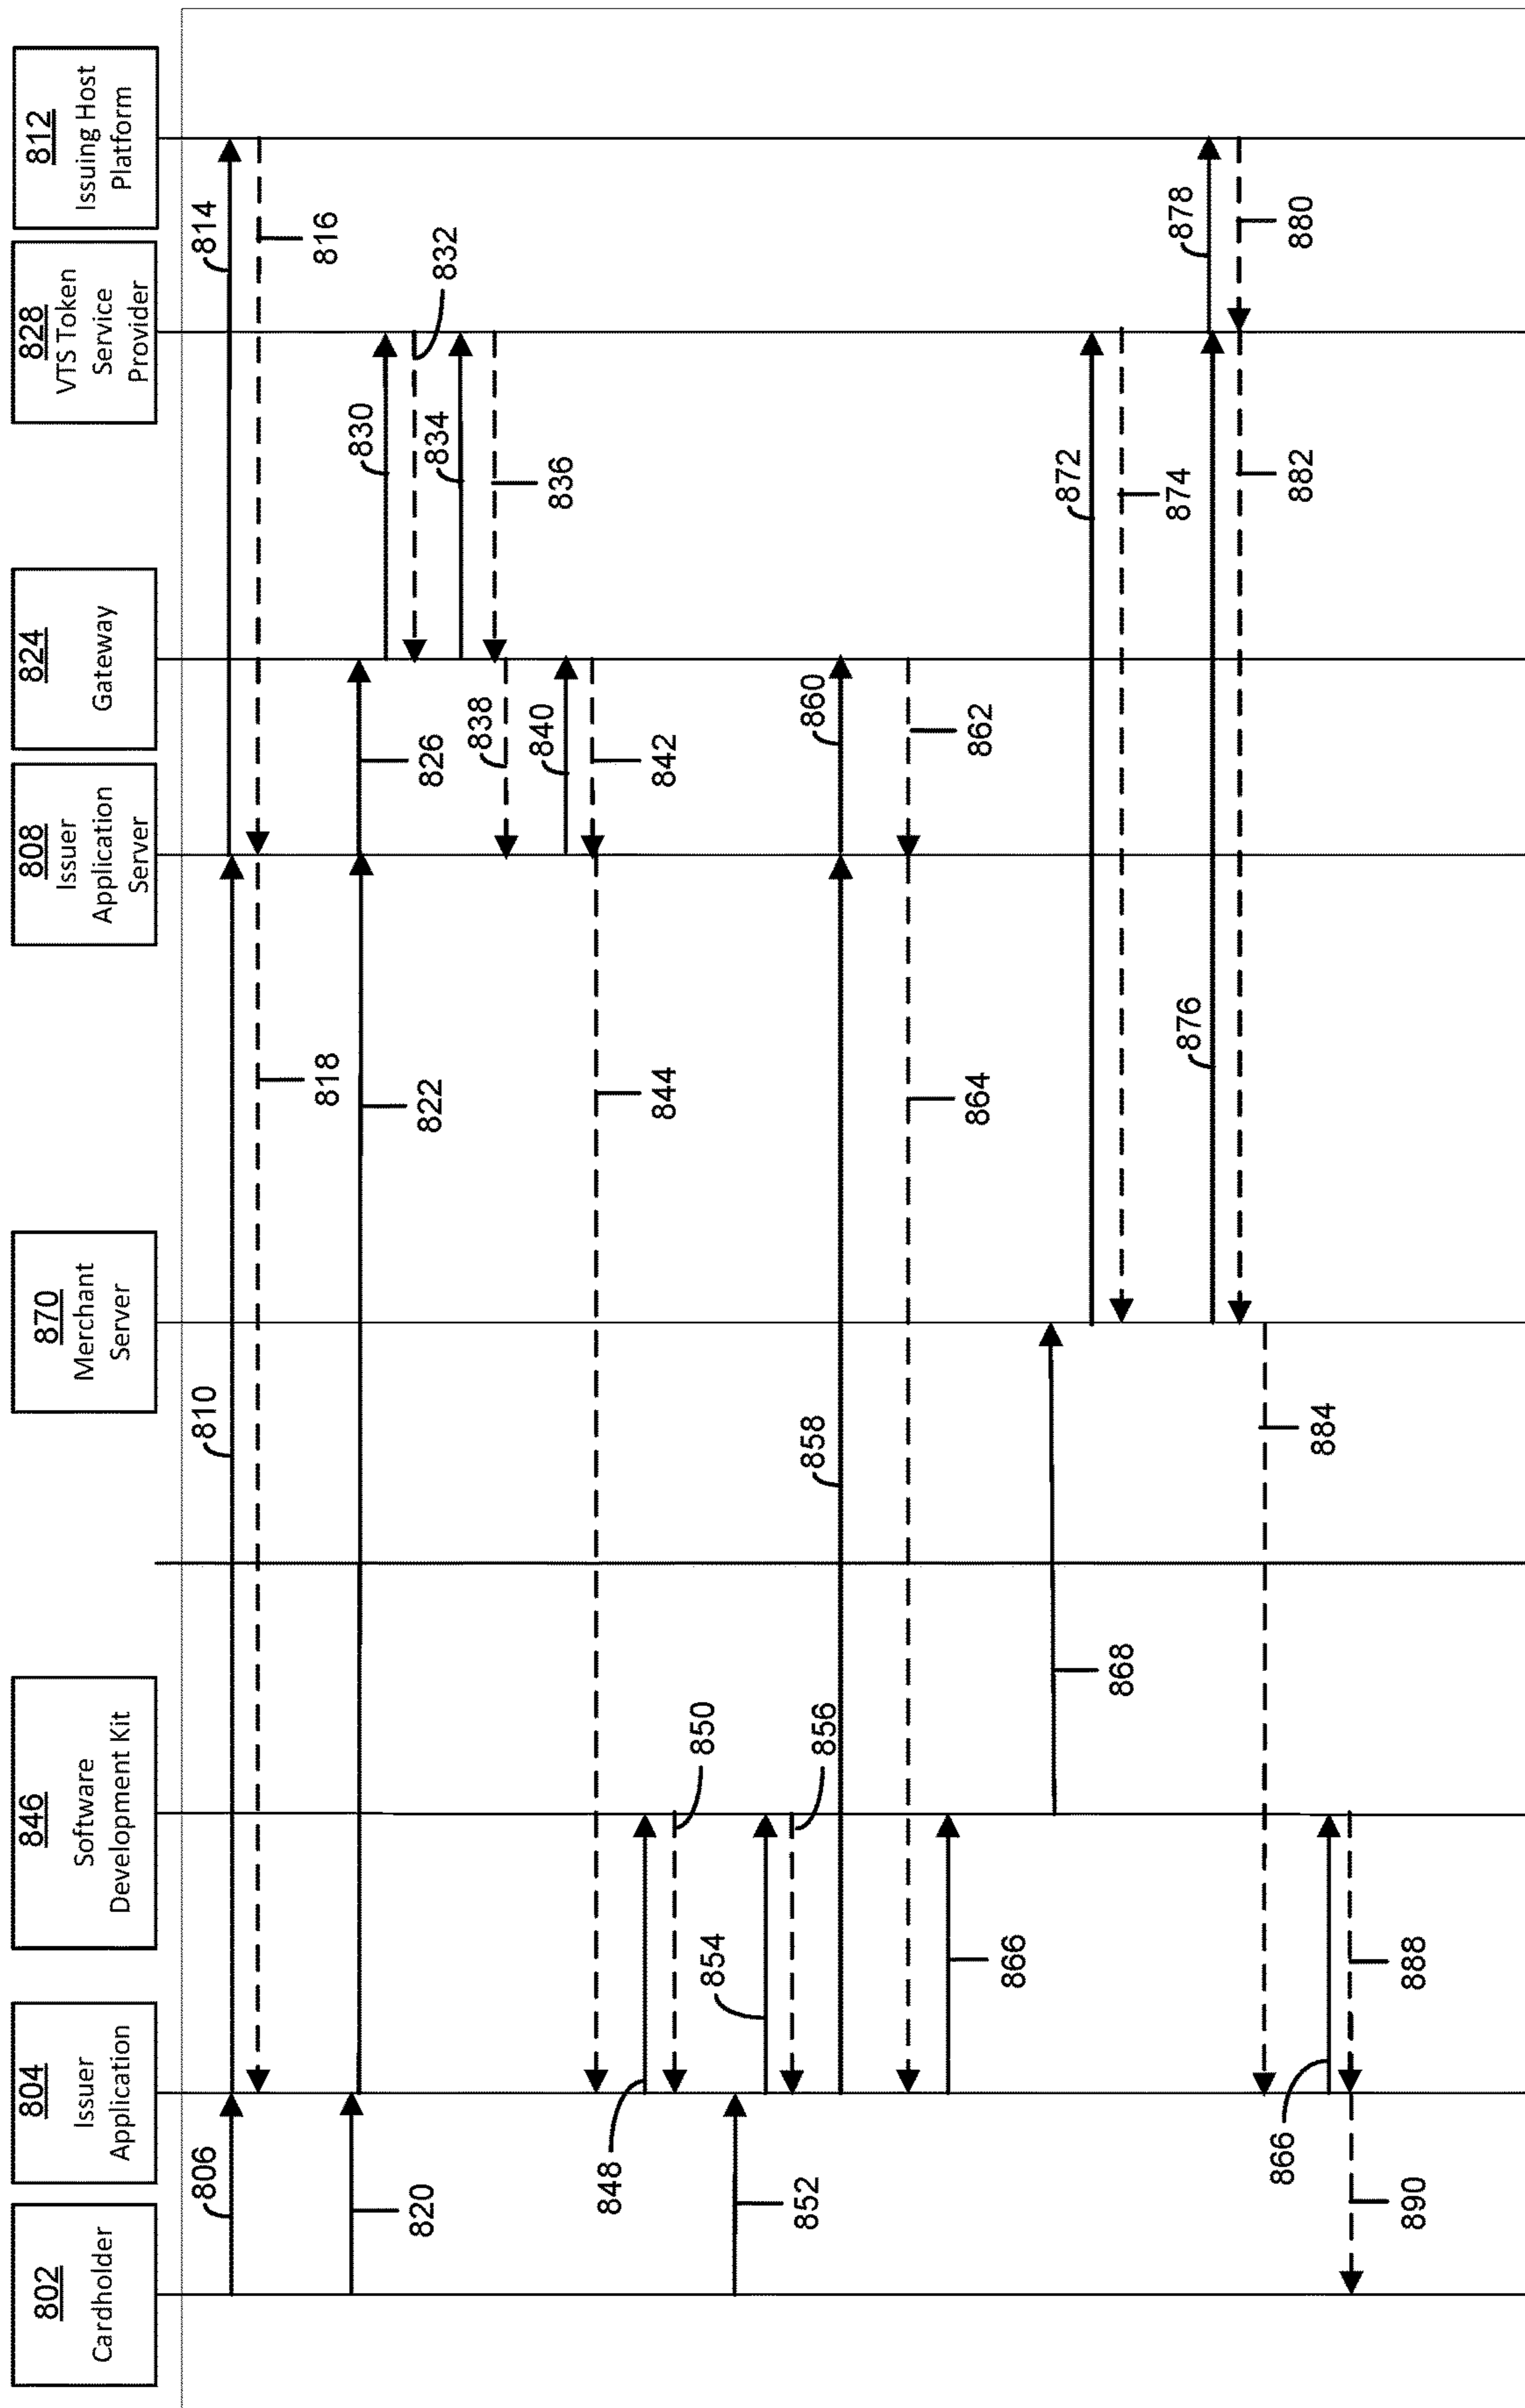 802
Cardholder
804
Issuer
Application
846
Software
Development Kit
870
Merchant
Server
808
Issuer
Application
Server
824
Gateway
828
VTS Token
Service
Provider
812
Issuing Host
Platform
806
810
814
818
816
820
822
826
830
832
834
836
838
840
842
844
848
850
852
854
856
858
860
862
864
866
868
872
874
876
878
880
882
884
866
888
890